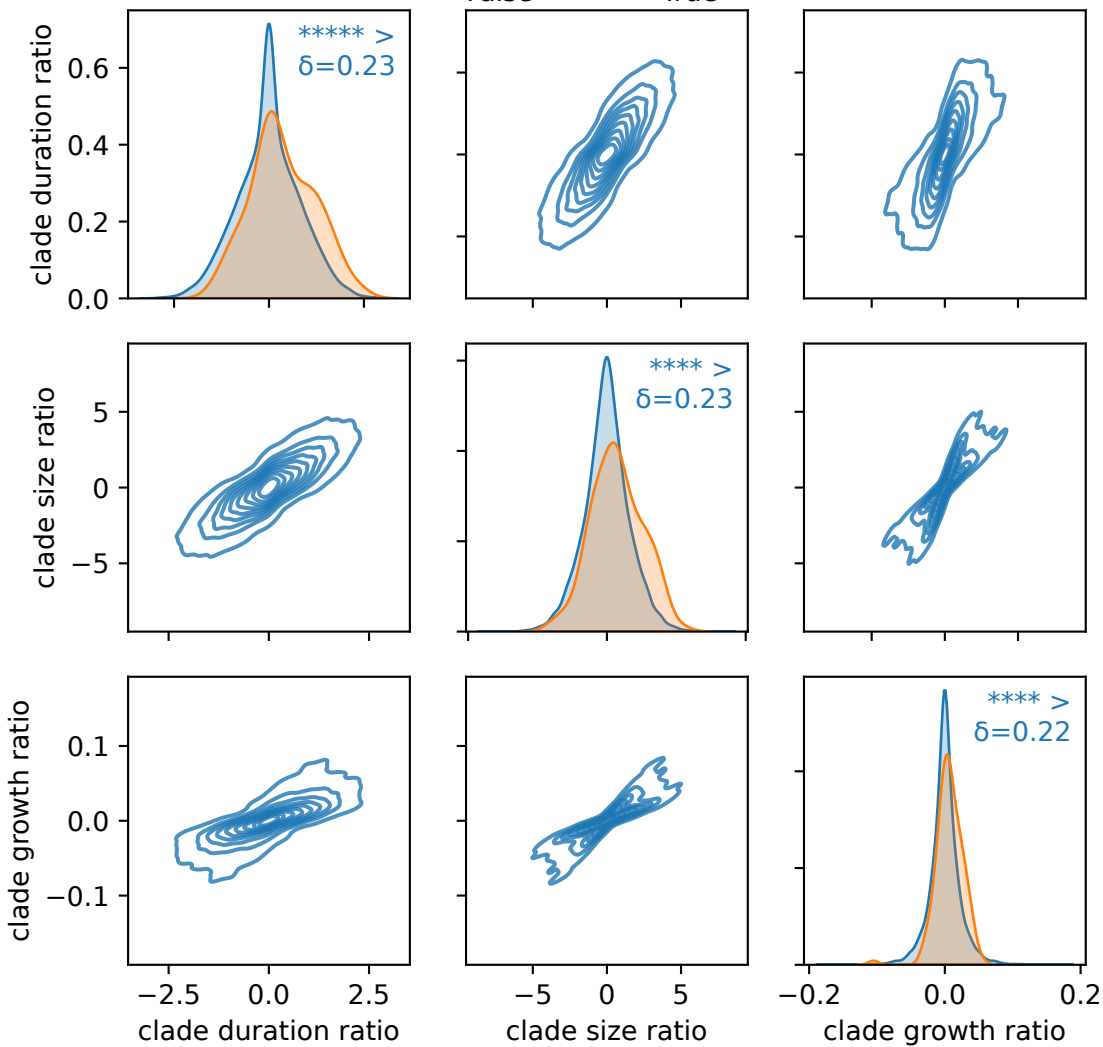 clade duration ratio
0.6
0.4
0.2
0.0
***** >
δ=0.23
clade size ratio
5
0
−5
**** >
δ=0.23
clade growth ratio
0.1
0.0
−0.1
**** >
δ=0.22
−2.5 0.0 2.5
−5 0 5
−0.2 0.0 0.2
clade duration ratio
clade size ratio
clade growth ratio